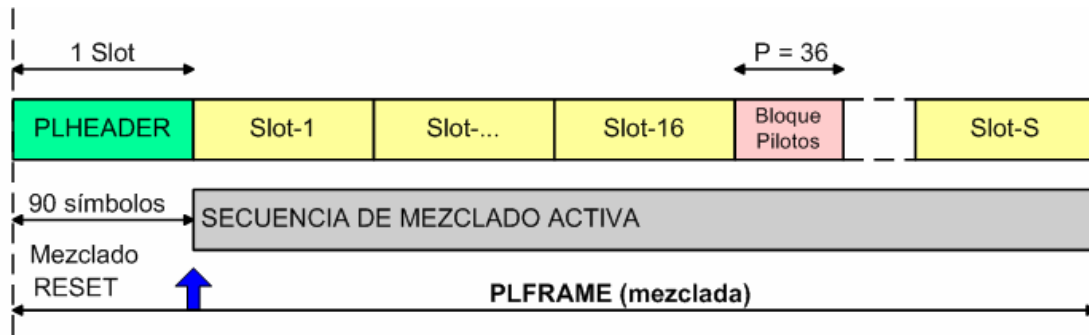 1 Slot
P = 36
PLHEADER
Slot-1
Slot-...
Slot-16
Bloque
Pilotos
Slot-S
90 símbolos
SECUENCIA DE MEZCLADO ACTIVA
Mezclado
RESET
PLFRAME (mezclada)